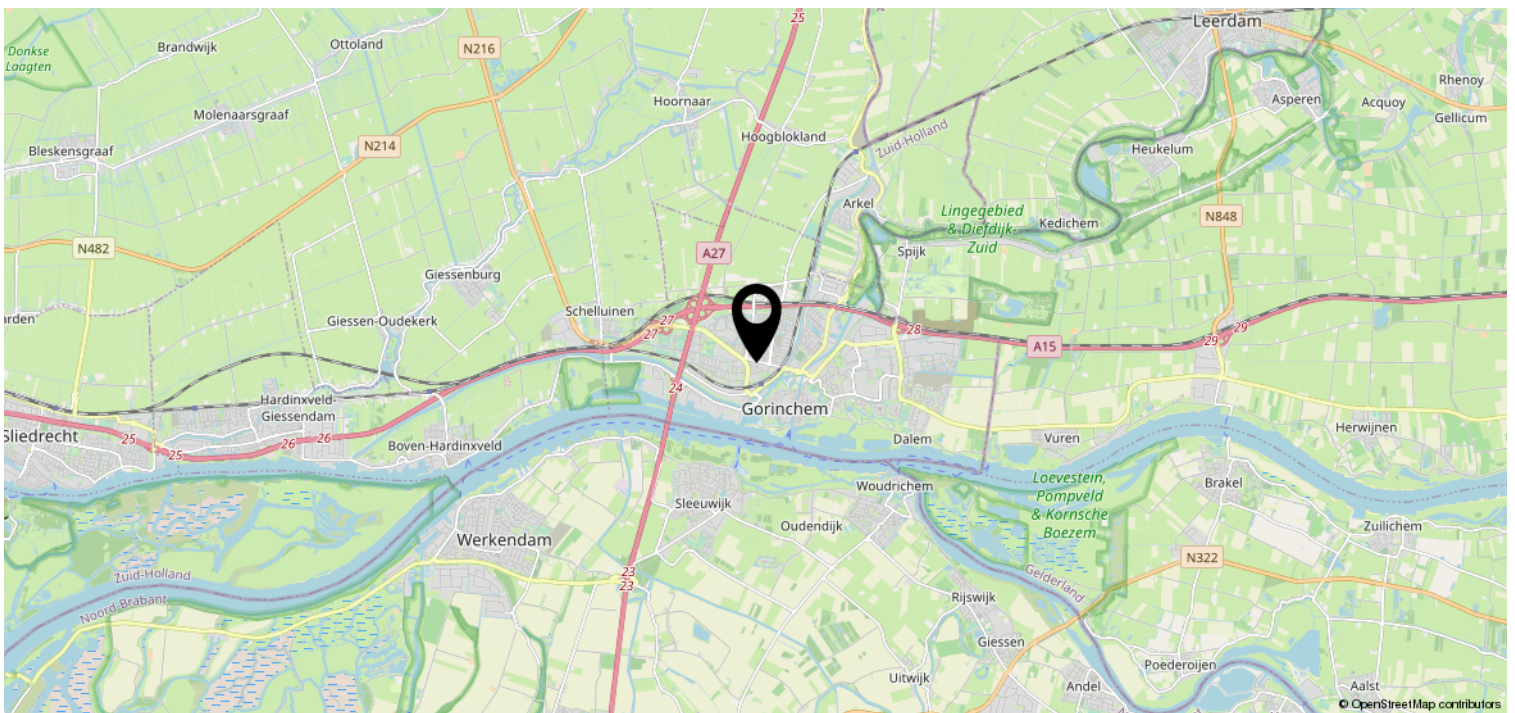 25
Leerdam
Donkse
Laagten
Brandwijk
Ottoland
N216
Rhenoy
Hoornaar
Asperen
Acquoy
Gellicum
Molenaarsgraaf
Hoogblokland
Zuid-Holland
Bleskensgraaf
N214
Heukelum
Arkel
Lingegebied
& Diefdijk-
Zuid
Kedichem
N848
N482
A27
Spijk
Giessenburg
arden
Giessen-Oudekerk
Schelluinen
27
27
28
A15
29
29
24
Hardinxveld-
Giessendam
Gorinchem
Sliedrecht
25
25
26
26
Boven-Hardinxveld
Dalem
Vuren
Herwijnen
Sleeuwijk
Woudrichem
Loevestein,
Pompveld
& Kornsche
Boezem
Brakel
Oudendijk
Zuilichem
Werkendam
N322
Zuid-Holland
Noord-Brabant
23
23
Gelderland
Rijswijk
Giessen
Uitwijk
Andel
Poederoijen
Aalst
© OpenStreetMap contributors